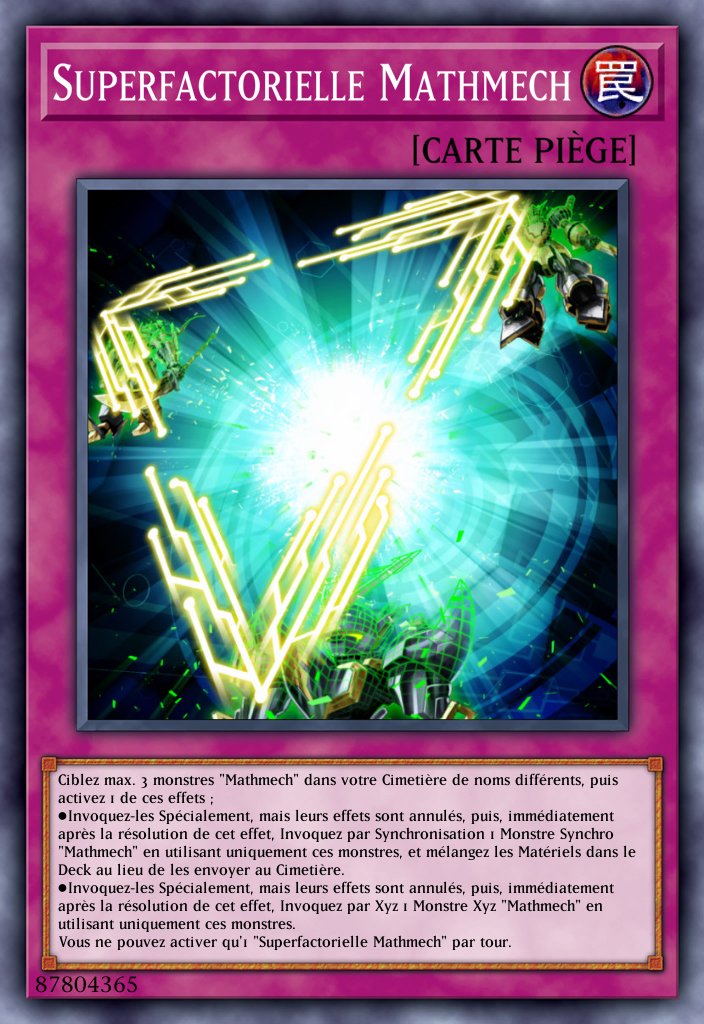 Superfactorielle Mathmech
罠
[CARTE PIÈGE]
Ciblez max. 3 monstres "Mathmech" dans votre Cimetière de noms différents, puis
activez 1 de ces effets ;
●Invoquez-les Spécialement, mais leurs effets sont annulés, puis, immédiatement
après la résolution de cet effet, Invoquez par Synchronisation 1 Monstre Synchro
"Mathmech" en utilisant uniquement ces monstres, et mélangez les Matériels dans le
Deck au lieu de les envoyer au Cimetière.
●Invoquez-les Spécialement, mais leurs effets sont annulés, puis, immédiatement
après la résolution de cet effet, Invoquez par Xyz 1 Monstre Xyz "Mathmech" en
utilisant uniquement ces monstres.
Vous ne pouvez activer qu'1 "Superfactorielle Mathmech" par tour.
87804365